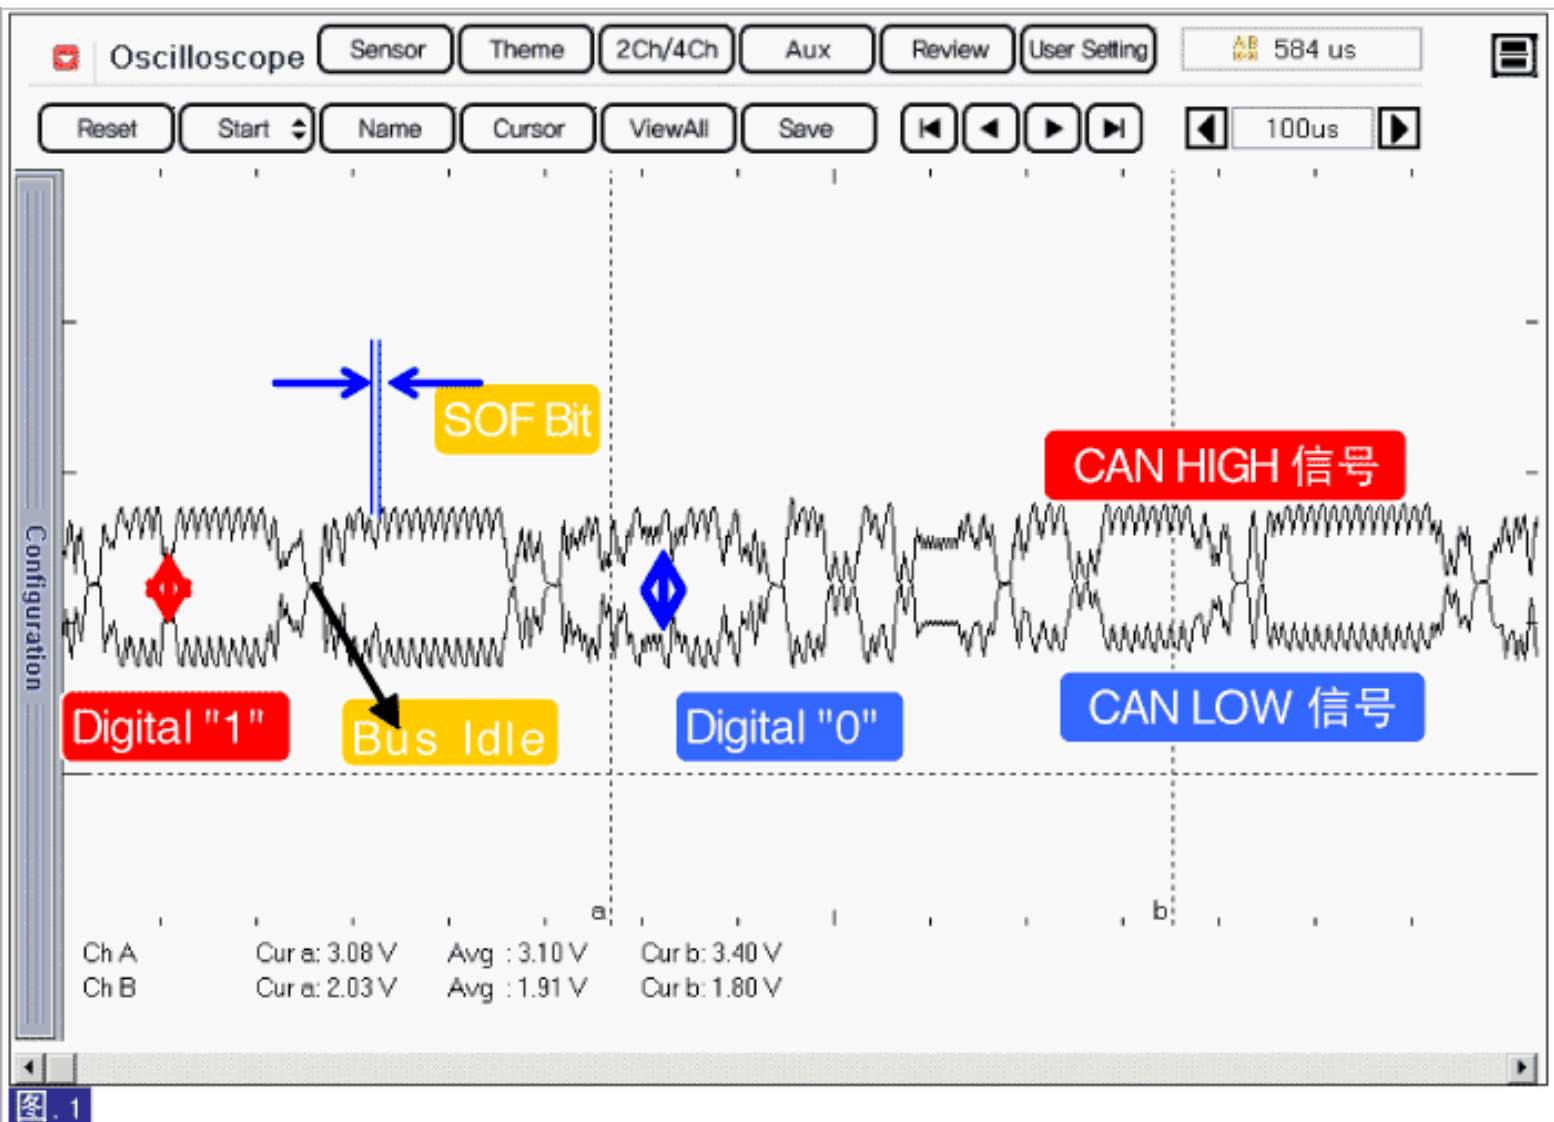 Oscilloscope Sensor Theme 2Ch/4Ch Aux Review User Setting 584 us
Reset Start Name Cursor ViewAll Save 100us
Configuration
SOF Bit
CAN HIGH 信号
Digital "1"
Bus Idle
Digital "0"
CAN LOW 信号
a b
Ch A Cur a: 3.08 V Avg : 3.10 V Cur b: 3.40 V
Ch B Cur a: 2.03 V Avg : 1.91 V Cur b: 1.80 V
图.1